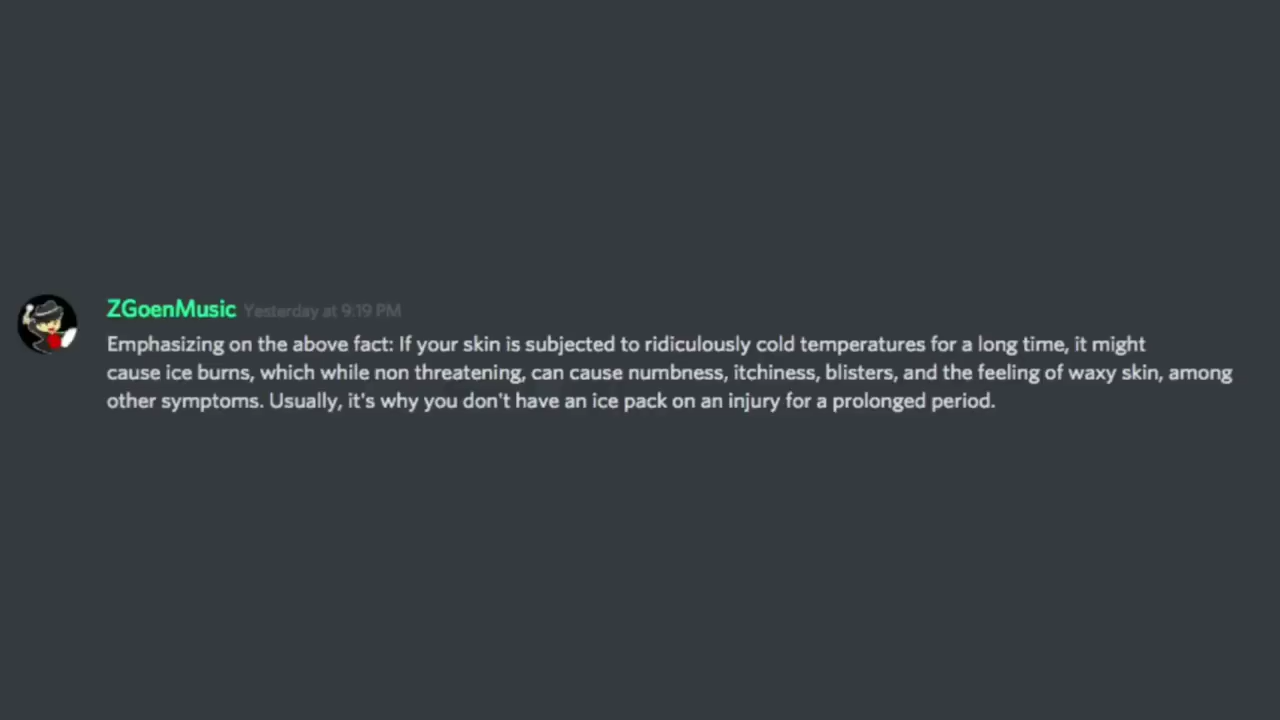 ZGoenMusic Yesterday at 9:19 PM
Emphasizing on the above fact: If your skin is subjected to ridiculously cold temperatures for a long time, it might
cause ice burns, which while non threatening, can cause numbness, itchiness, blisters, and the feeling of waxy skin, among
other symptoms. Usually, it's why you don't have an ice pack on an injury for a prolonged period.